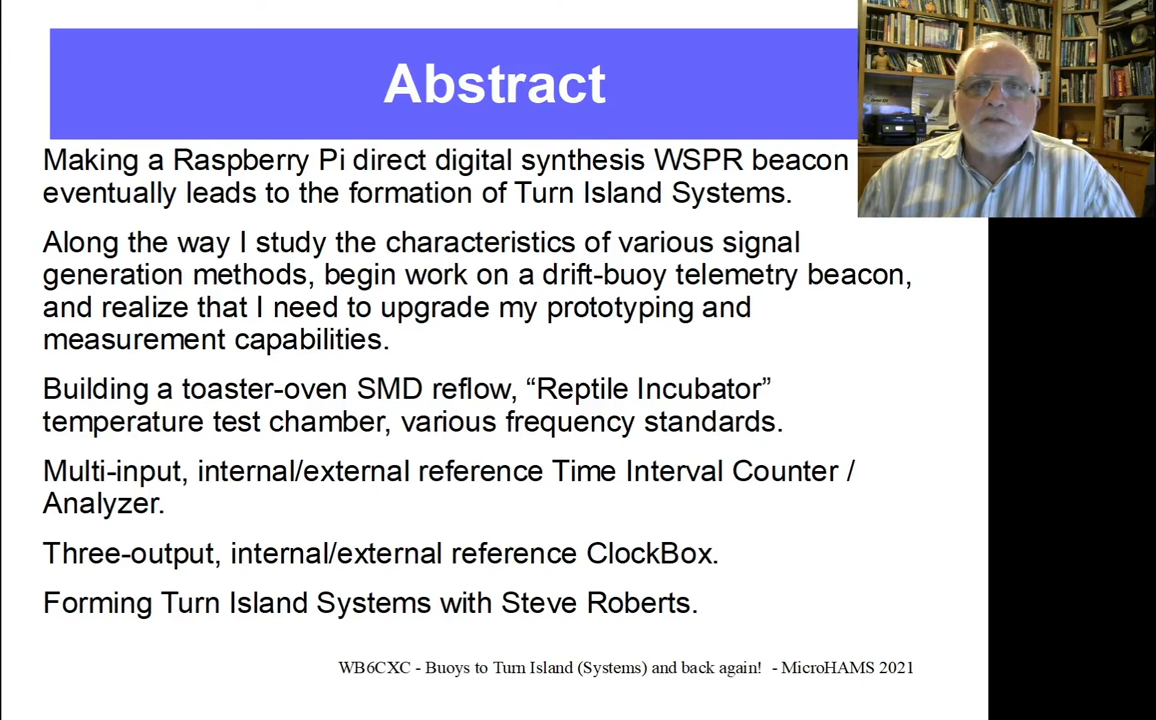 Abstract
Making a Raspberry Pi direct digital synthesis WSPR beacon
eventually leads to the formation of Turn Island Systems.
Along the way I study the characteristics of various signal
generation methods, begin work on a drift-buoy telemetry beacon,
and realize that I need to upgrade my prototyping and
measurement capabilities.
Building a toaster-oven SMD reflow, “Reptile Incubator”
temperature test chamber, various frequency standards.
Multi-input, internal/external reference Time Interval Counter /
Analyzer.
Three-output, internal/external reference ClockBox.
Forming Turn Island Systems with Steve Roberts.
WB6CXC - Buoys to Turn Island (Systems) and back again!  - MicroHAMS 2021